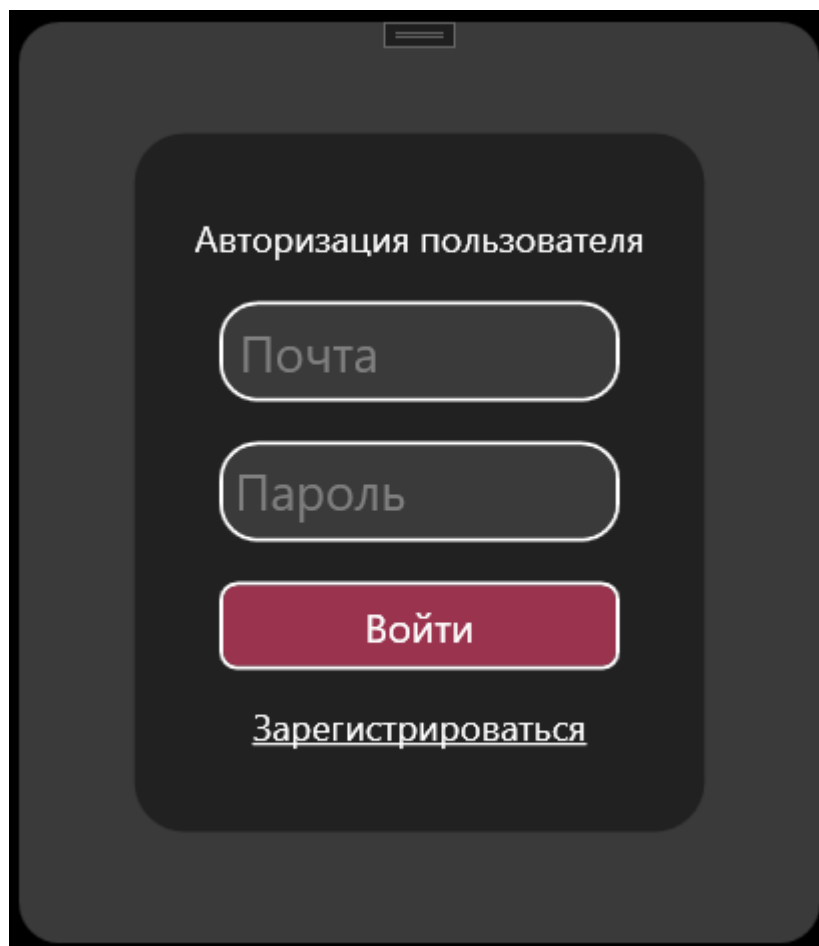 Авторизация пользователя
Почта
Пароль
Войти
Зарегистрироваться